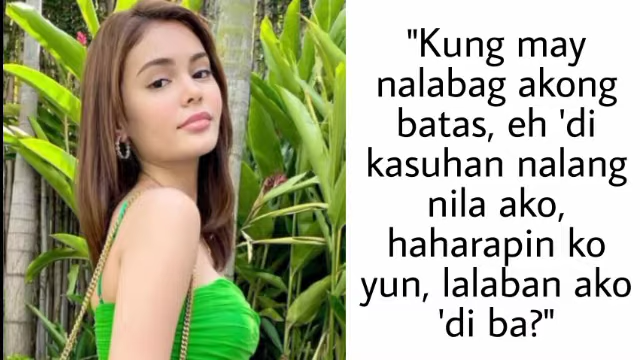 "Kung may
nalabag akong
batas, eh 'di
kasuhan nalang
nila ako,
haharapin ko
yun, lalaban ako
'di ba?"